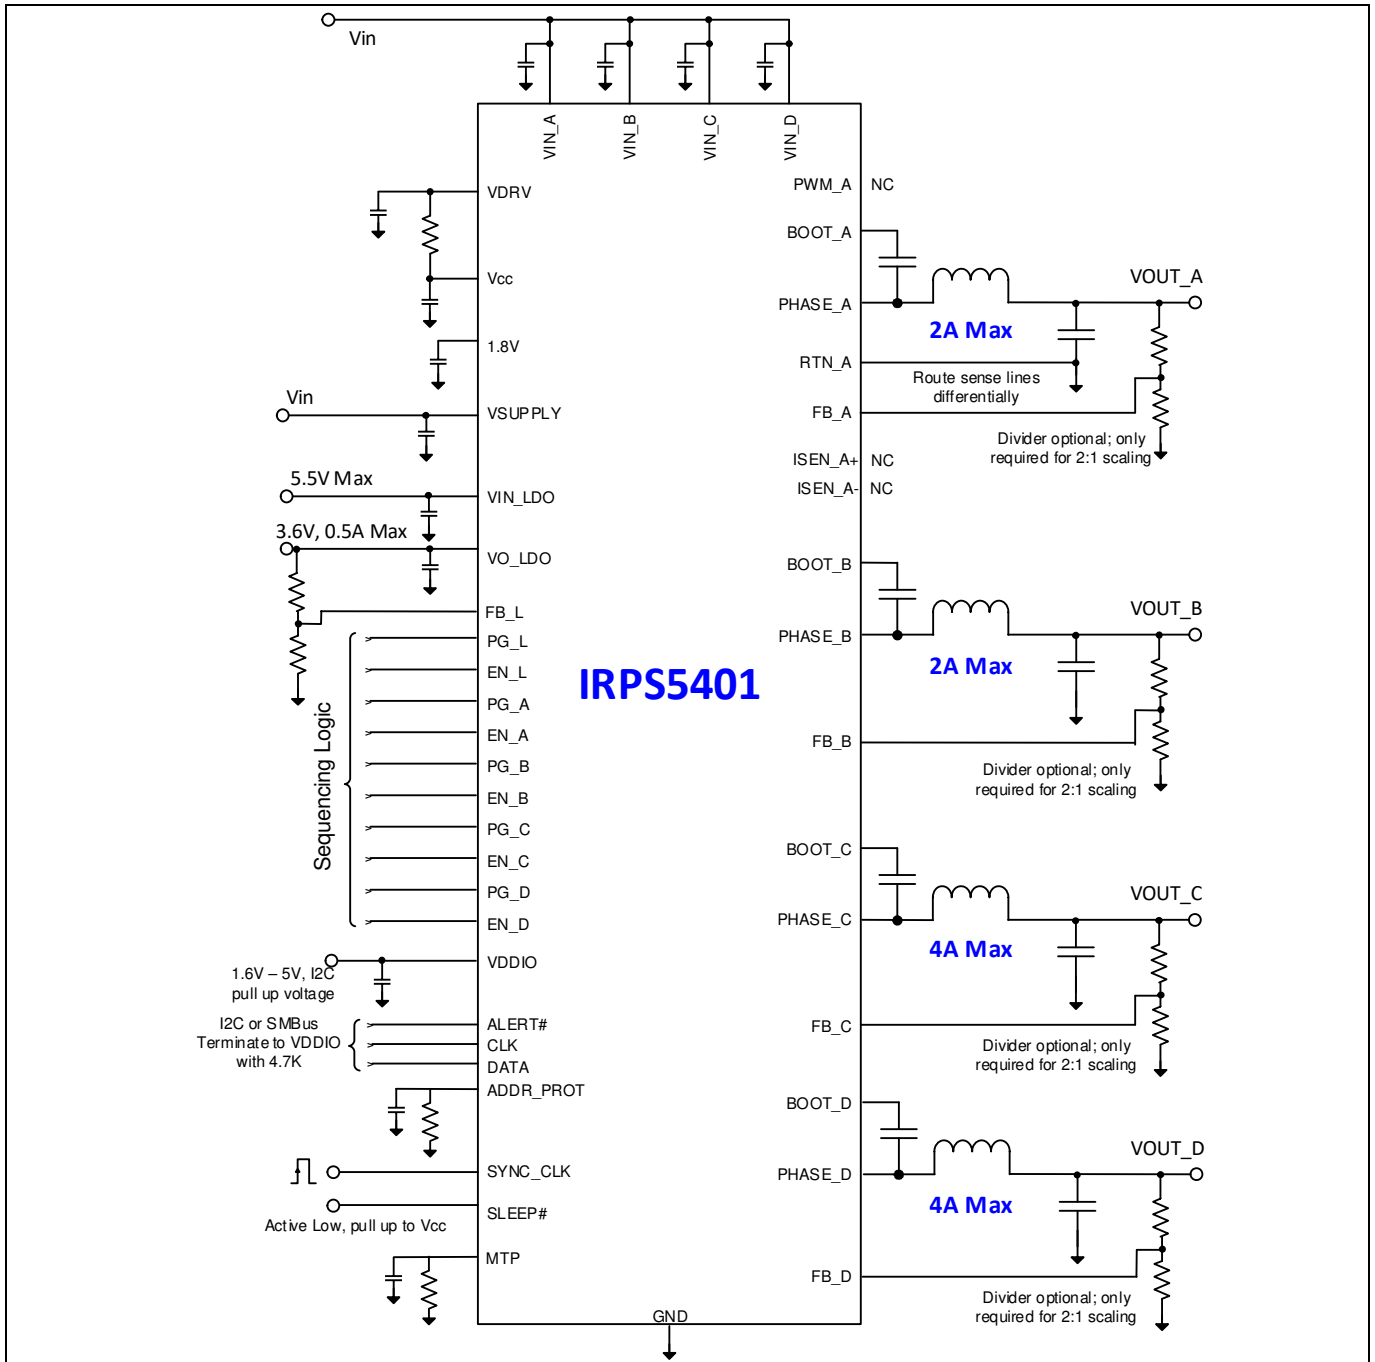 Vin
VIN_A
VIN_B
VIN_C
VIN_D
VDRV
Vcc
1.8V
Vin
VSUPPLY
5.5V Max
VIN_LDO
3.6V, 0.5A Max
VO_LDO
FB_L
PG_L
EN_L
PG_A
EN_A
PG_B
EN_B
PG_C
EN_C
PG_D
EN_D
Sequencing Logic
VDDIO
1.6V – 5V, I2C
pull up voltage
I2C or SMBus
Terminate to VDDIO
with 4.7K
ALERT#
CLK
DATA
ADDR_PROT
SYNC_CLK
SLEEP#
Active Low, pull up to Vcc
MTP
GND
IRPS5401
PWM_A NC
BOOT_A
PHASE_A
VOUT_A
2A Max
RTN_A
Route sense lines
differentially
FB_A
Divider optional; only
required for 2:1 scaling
ISEN_A+ NC
ISEN_A- NC
BOOT_B
VOUT_B
PHASE_B
2A Max
FB_B
Divider optional; only
required for 2:1 scaling
BOOT_C
VOUT_C
PHASE_C
4A Max
FB_C
Divider optional; only
required for 2:1 scaling
BOOT_D
VOUT_D
PHASE_D
4A Max
FB_D
Divider optional; only
required for 2:1 scaling